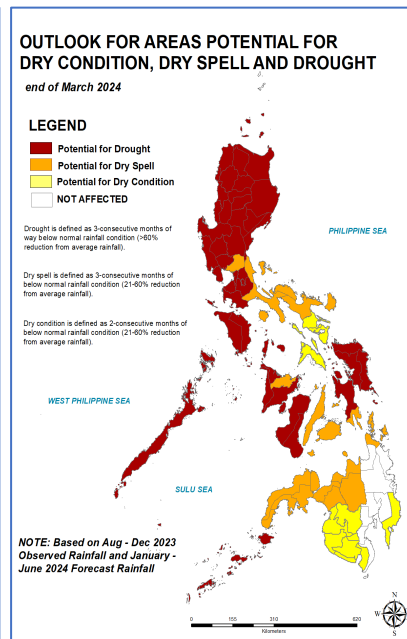 OUTLOOK FOR AREAS POTENTIAL FOR
DRY CONDITION, DRY SPELL AND DROUGHT
end of March 2024
LEGEND
Potential for Drought
Potential for Dry Spell
Potential for Dry Condition
NOT AFFECTED
Drought is defined as 3-consecutive months of
way below normal rainfall condition (>60%
reduction from average rainfall).
PHILIPPINE SEA
Dry spell is defined as 3-consecutive months of
below normal rainfall condition (21-60% reduction
from average rainfall).
Dry condition is defined as 2-consecutive months of
below normal rainfall condition (21-60% reduction
from average rainfall).
WEST PHILIPPINE SEA
SULU SEA
NOTE: Based on Aug - Dec 2023
Observed Rainfall and January -
June 2024 Forecast Rainfall
0 155 310 620
Kilometers
N
W E
S